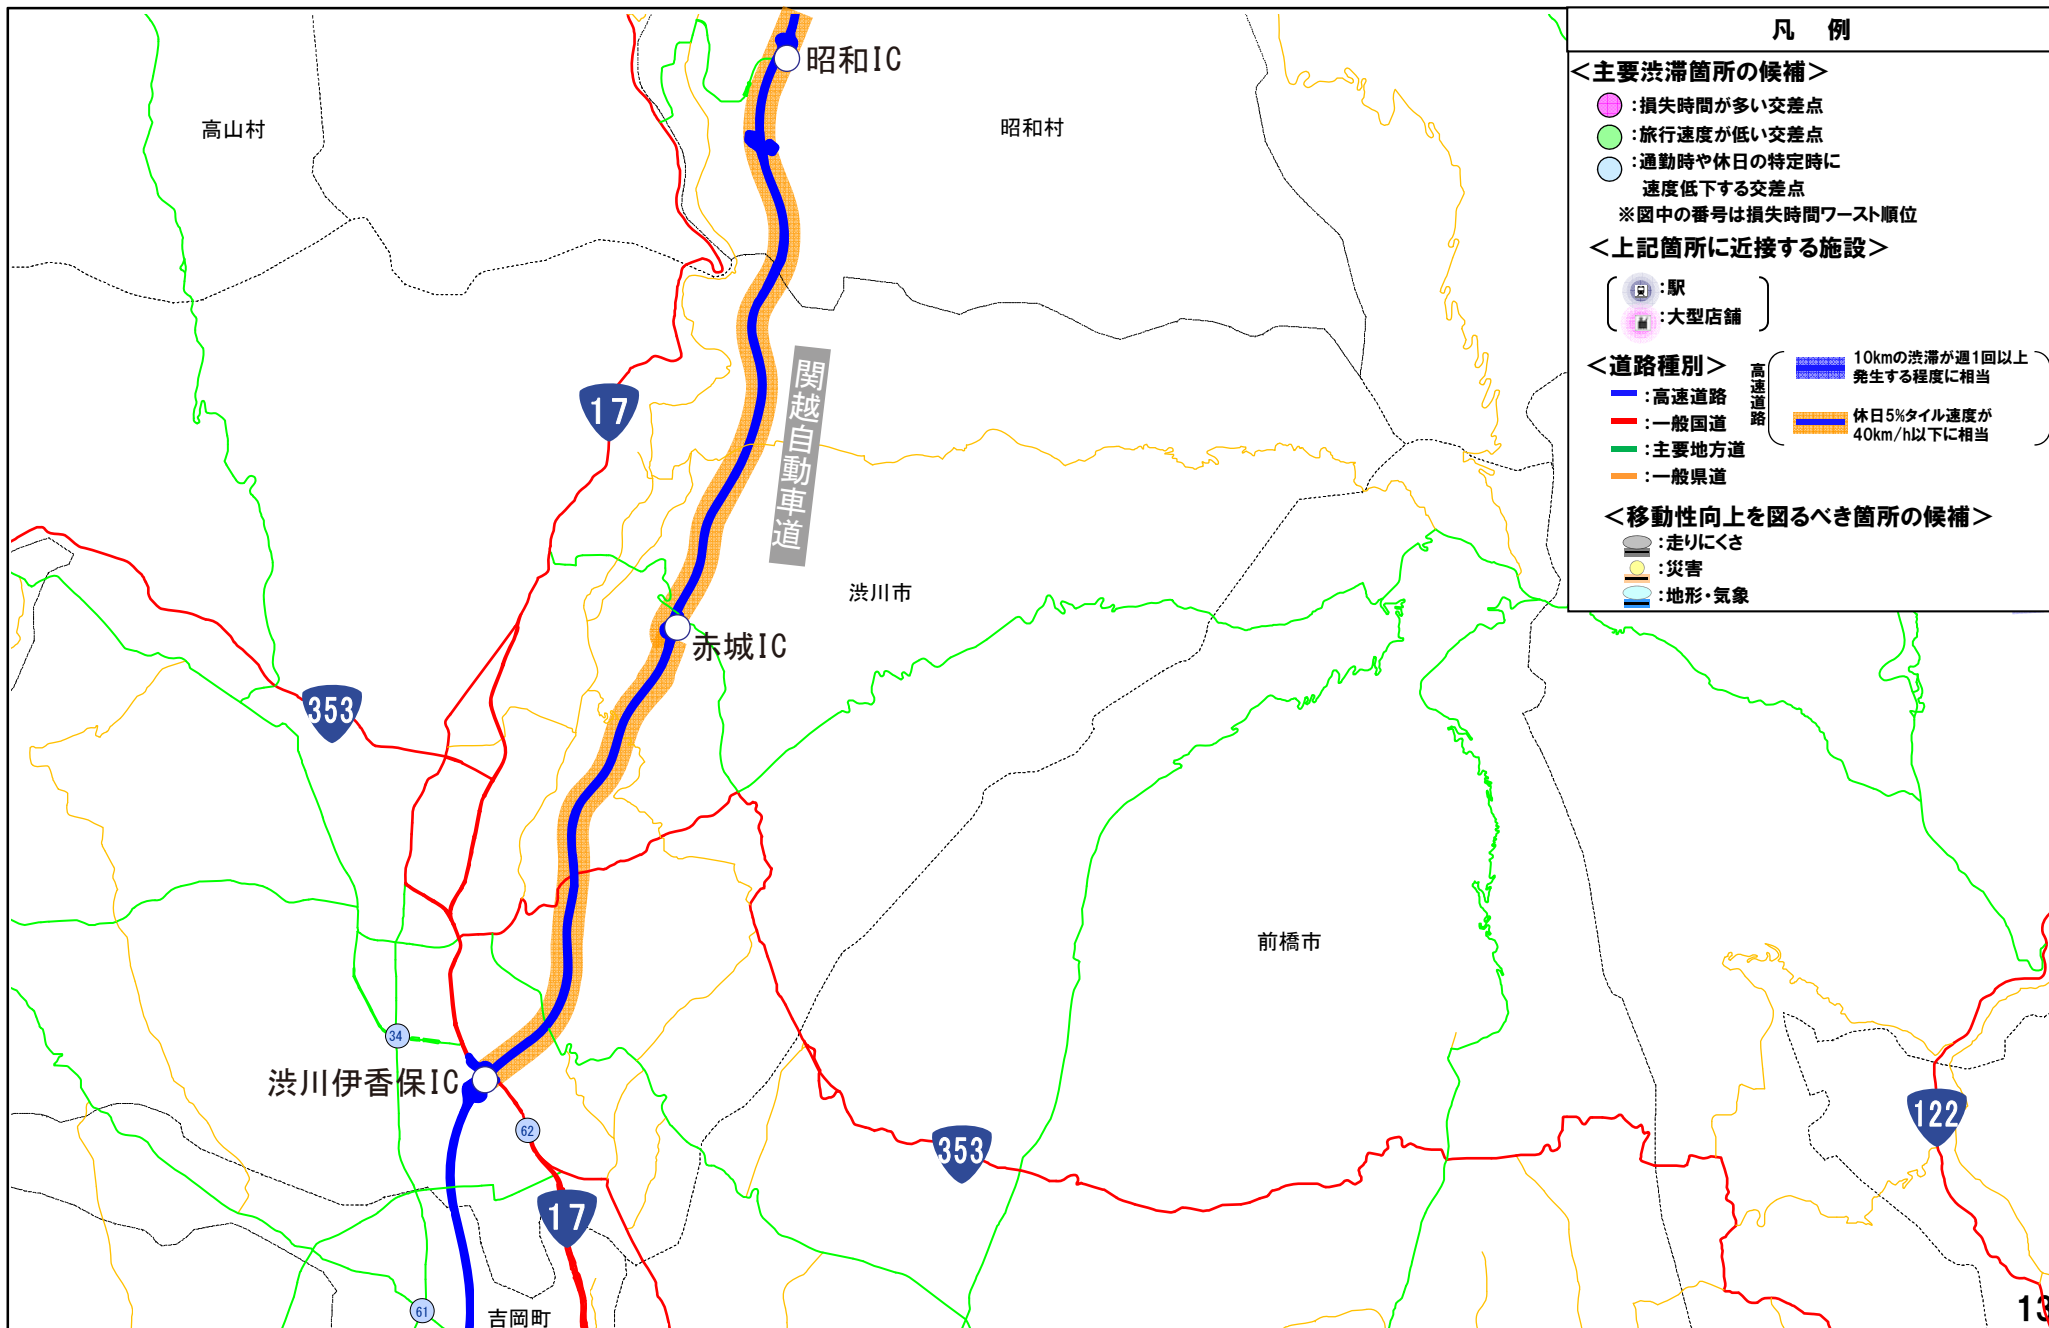 昭和IC
高山村
昭和村
17
関越自動車道
渋川市
赤城IC
353
前橋市
34
渋川伊香保IC
62
353
122
17
61
吉岡町
凡 例
<主要渋滞箇所の候補>
:損失時間が多い交差点
:旅行速度が低い交差点
:通勤時や休日の特定時に
速度低下する交差点
※図中の番号は損失時間ワースト順位
<上記箇所に近接する施設>
:駅
:大型店舗
<道路種別>
:高速道路
:一般国道
:主要地方道
:一般県道
高速道路
10kmの渋滞が週1回以上
発生する程度に相当
休日5%タイル速度が
40km/h以下に相当
<移動性向上を図るべき箇所の候補>
:走りにくさ
:災害
:地形・気象